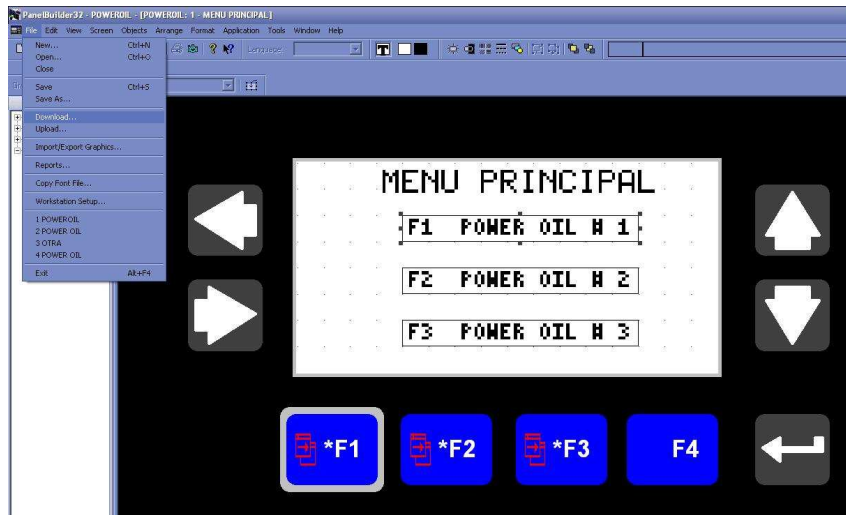 PanelBuilder32 - POWEROIL - [POWEROIL: 1 - MENU PRINCIPAL]
File Edit View Screen Objects Arrange Format Application Tools Window Help
Language:
New... Ctrl+N
Open... Ctrl+O
Close
Save Ctrl+S
Save As...
Download...
Upload...
Import/Export Graphics...
Reports...
Copy Font File...
Workstation Setup...
1 POWEROIL
2 POWER OIL
3 OTRA
4 POWER OIL
Exit Alt+F4
MENU PRINCIPAL
F1 POWER OIL # 1
F2 POWER OIL # 2
F3 POWER OIL # 3
*F1 *F2 *F3 F4